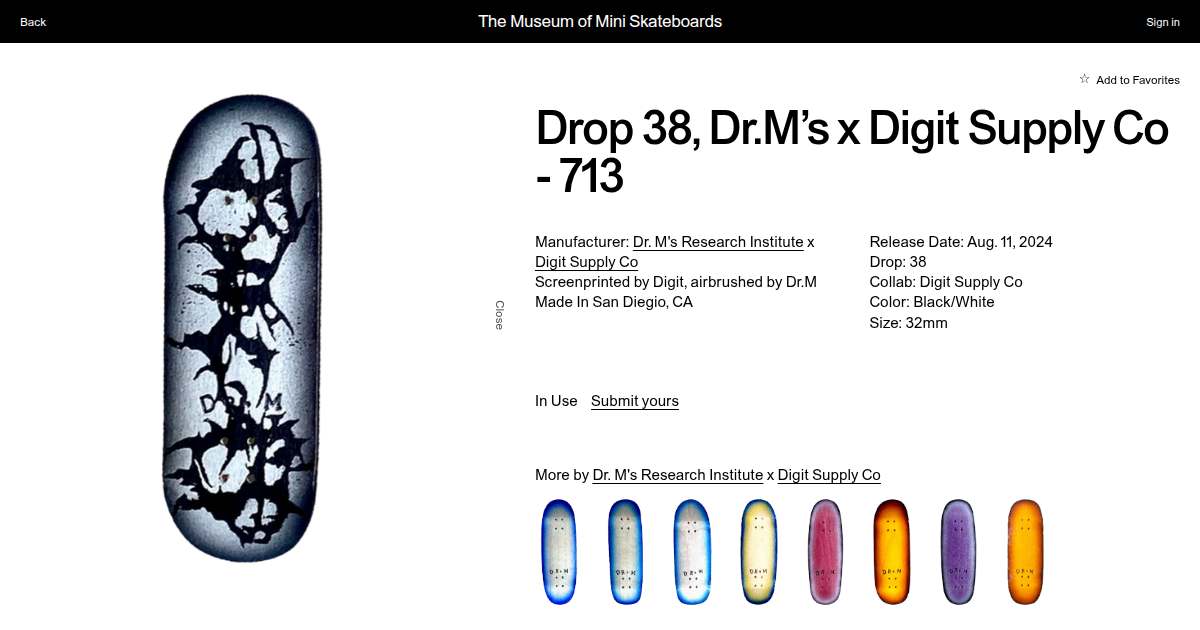 Back
The Museum of Mini Skateboards
Sign in
☆ Add to Favorites
Drop 38, Dr.M’s x Digit Supply Co
- 713
Manufacturer: Dr. M's Research Institute x
Digit Supply Co
Screenprinted by Digit, airbrushed by Dr.M
Made In San Diegio, CA
Release Date: Aug. 11, 2024
Drop: 38
Collab: Digit Supply Co
Color: Black/White
Size: 32mm
Close
In Use Submit yours
More by Dr. M's Research Institute x Digit Supply Co